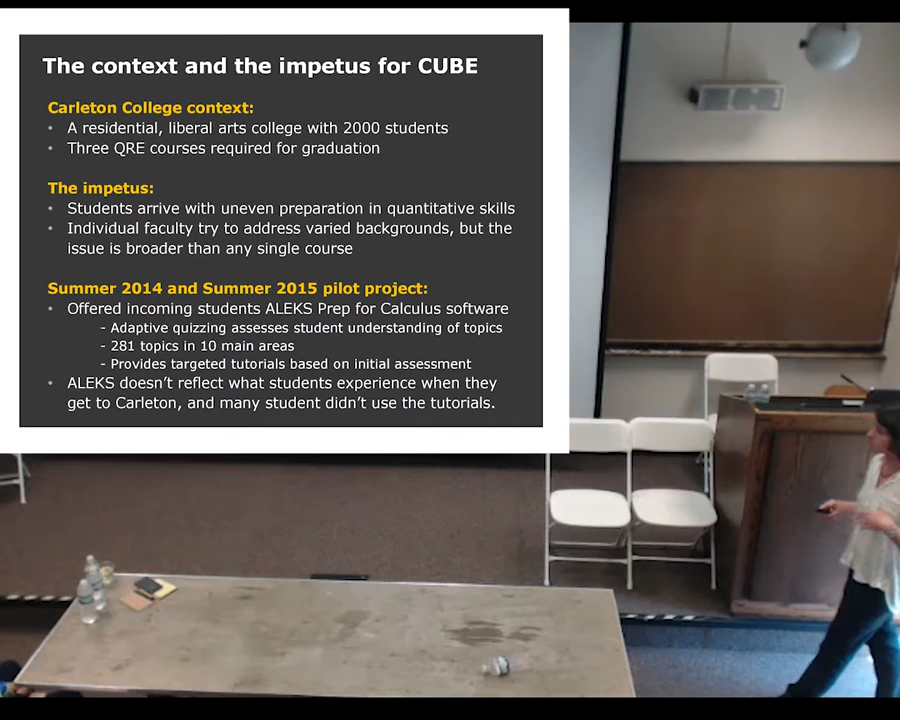 The context and the impetus for CUBE
Carleton College context:
• A residential, liberal arts college with 2000 students
• Three QRE courses required for graduation
The impetus:
• Students arrive with uneven preparation in quantitative skills
• Individual faculty try to address varied backgrounds, but the
issue is broader than any single course
Summer 2014 and Summer 2015 pilot project:
• Offered incoming students ALEKS Prep for Calculus software
- Adaptive quizzing assesses student understanding of topics
- 281 topics in 10 main areas
- Provides targeted tutorials based on initial assessment
• ALEKS doesn't reflect what students experience when they
get to Carleton, and many student didn't use the tutorials.